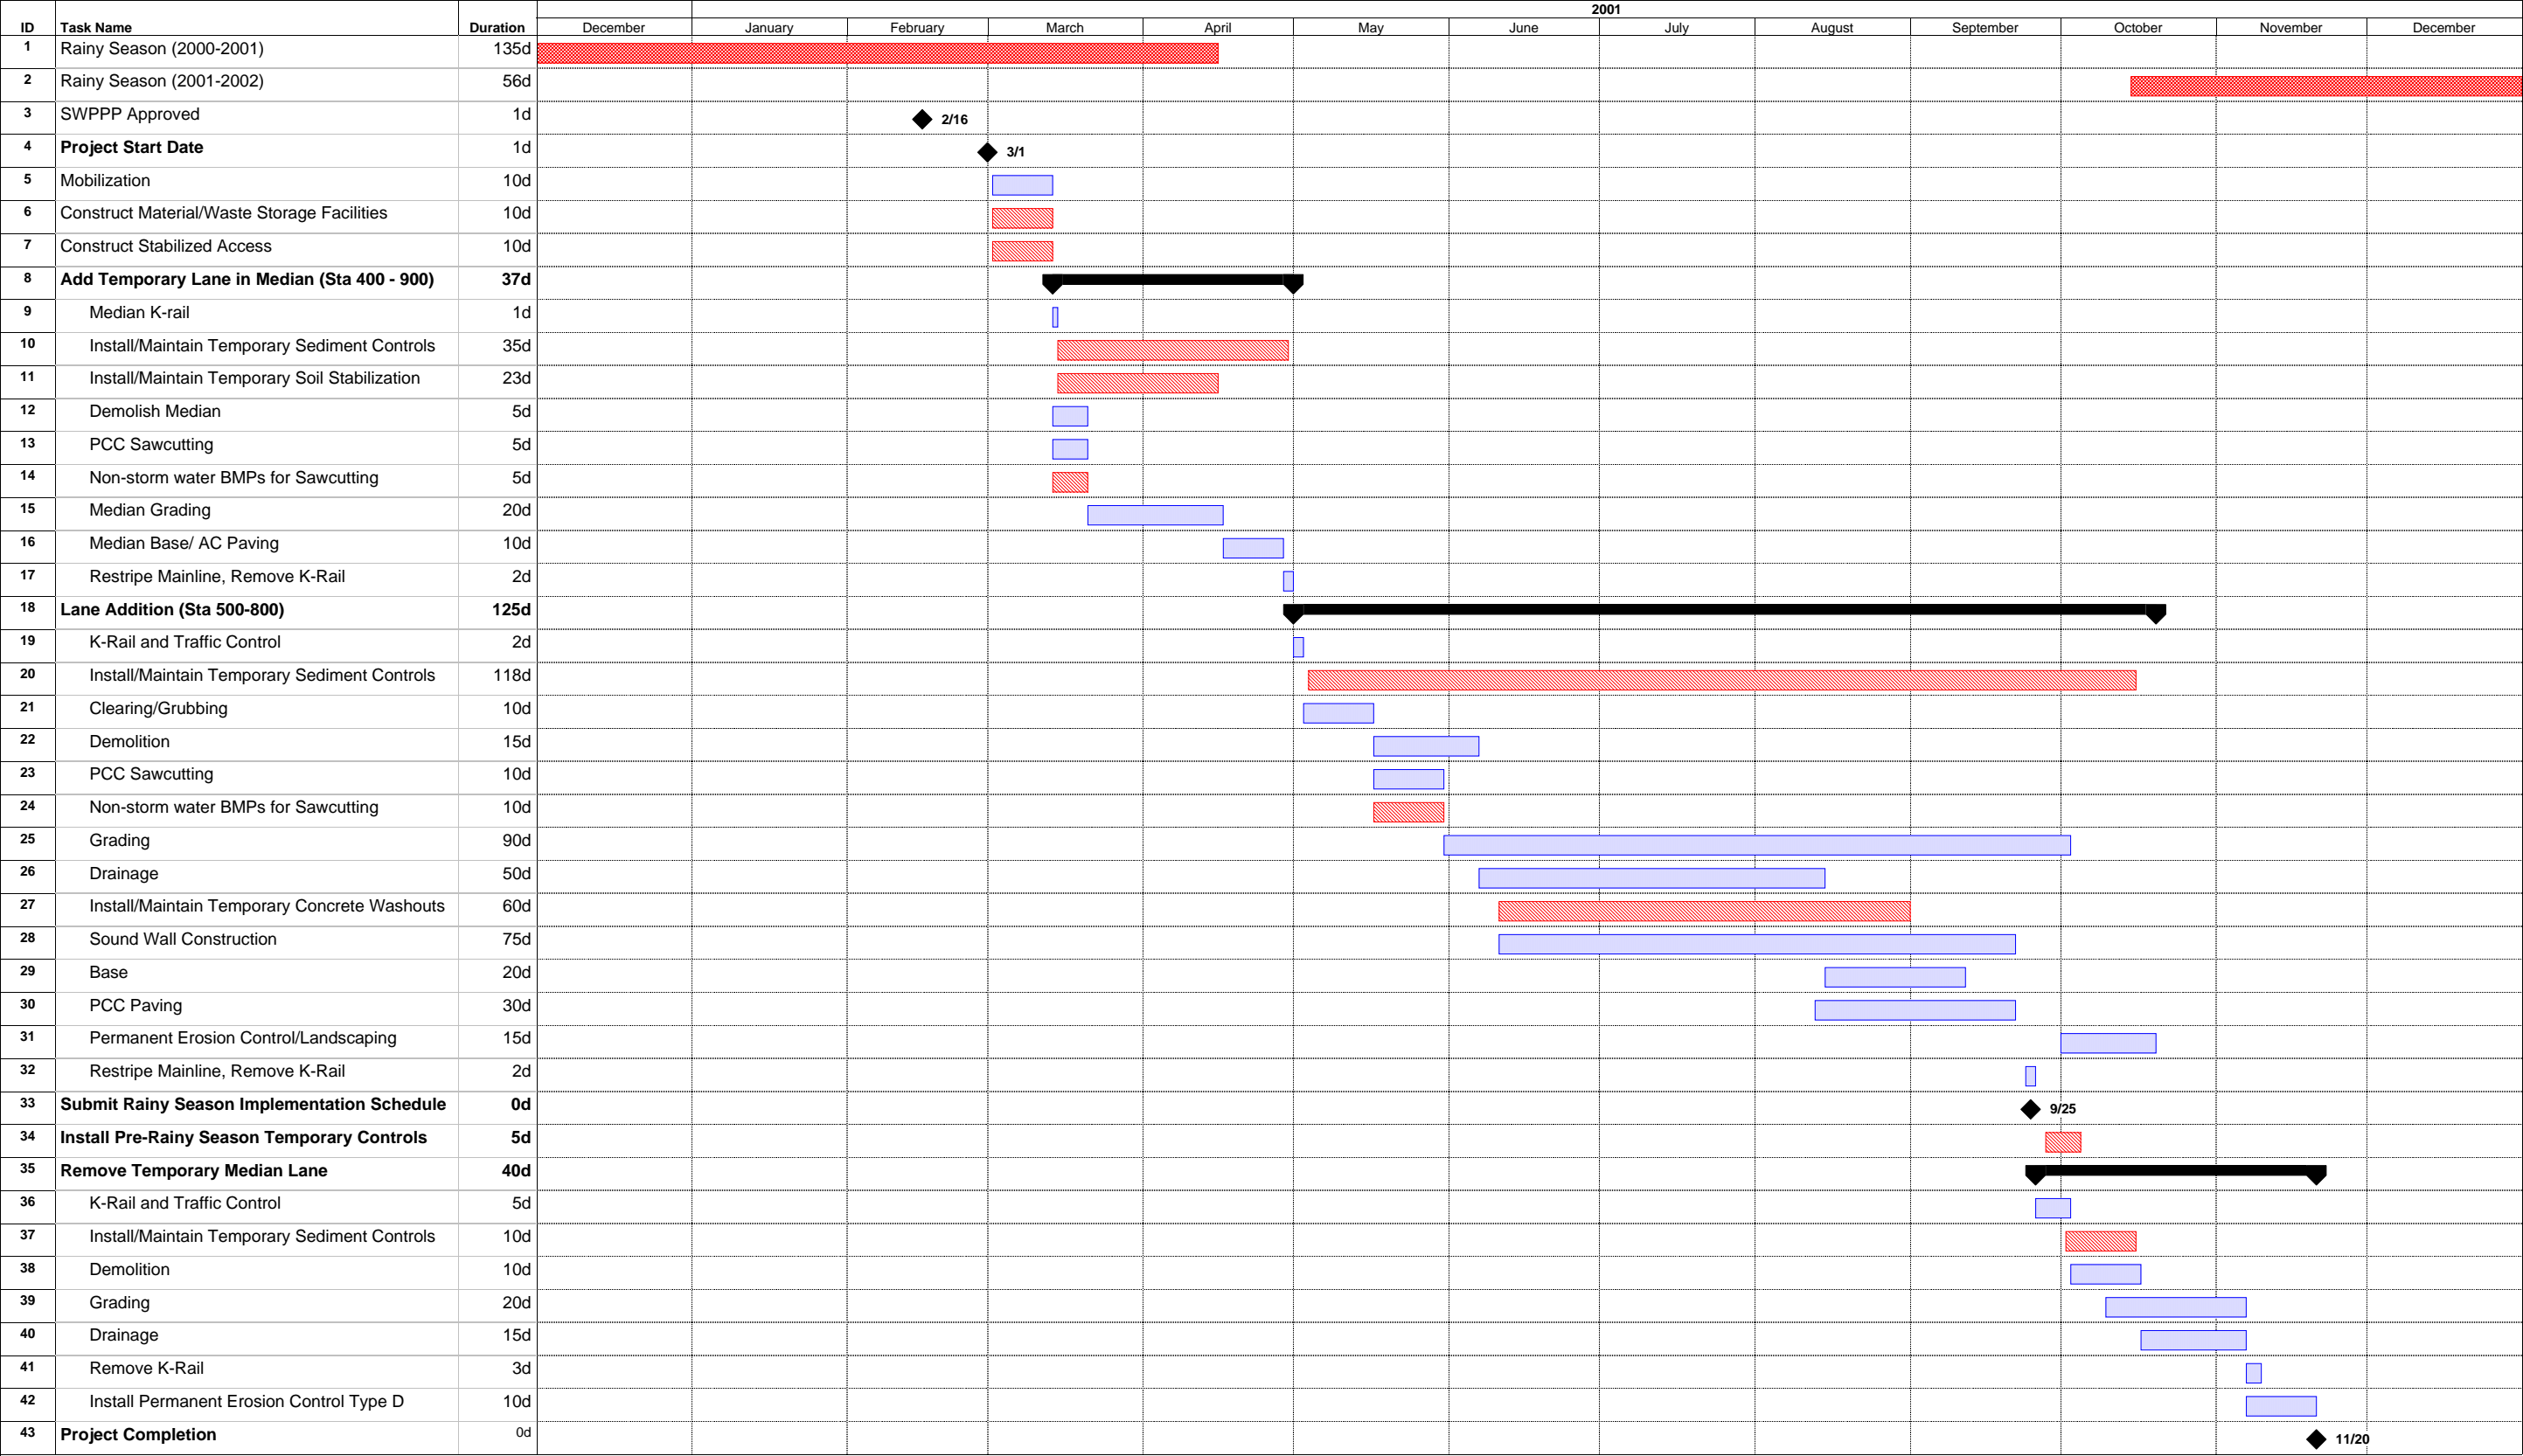 2001
ID Task Name Duration December January February March April May June July August September October November December
1 Rainy Season (2000-2001) 135d
2 Rainy Season (2001-2002) 56d
3 SWPPP Approved 1d 2/16
4 Project Start Date 1d 3/1
5 Mobilization 10d
6 Construct Material/Waste Storage Facilities 10d
7 Construct Stabilized Access 10d
8 Add Temporary Lane in Median (Sta 400 - 900) 37d
9 Median K-rail 1d
10 Install/Maintain Temporary Sediment Controls 35d
11 Install/Maintain Temporary Soil Stabilization 23d
12 Demolish Median 5d
13 PCC Sawcutting 5d
14 Non-storm water BMPs for Sawcutting 5d
15 Median Grading 20d
16 Median Base/ AC Paving 10d
17 Restripe Mainline, Remove K-Rail 2d
18 Lane Addition (Sta 500-800) 125d
19 K-Rail and Traffic Control 2d
20 Install/Maintain Temporary Sediment Controls 118d
21 Clearing/Grubbing 10d
22 Demolition 15d
23 PCC Sawcutting 10d
24 Non-storm water BMPs for Sawcutting 10d
25 Grading 90d
26 Drainage 50d
27 Install/Maintain Temporary Concrete Washouts 60d
28 Sound Wall Construction 75d
29 Base 20d
30 PCC Paving 30d
31 Permanent Erosion Control/Landscaping 15d
32 Restripe Mainline, Remove K-Rail 2d
33 Submit Rainy Season Implementation Schedule 0d 9/25
34 Install Pre-Rainy Season Temporary Controls 5d
35 Remove Temporary Median Lane 40d
36 K-Rail and Traffic Control 5d
37 Install/Maintain Temporary Sediment Controls 10d
38 Demolition 10d
39 Grading 20d
40 Drainage 15d
41 Remove K-Rail 3d
42 Install Permanent Erosion Control Type D 10d
43 Project Completion 0d 11/20